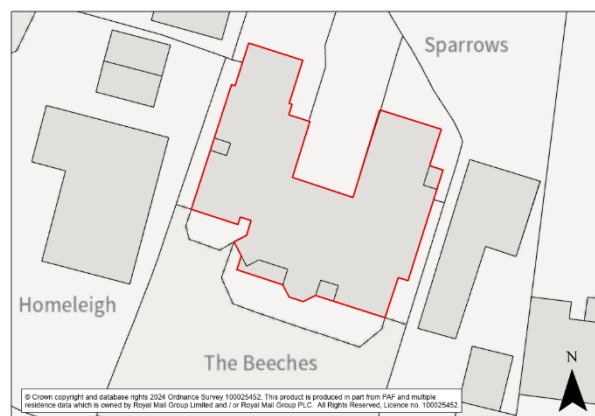 Sparrows
Homeleigh
The Beeches
N
© Crown copyright and database rights 2024 Ordnance Survey 100025452. This product is produced in part from PAF and multiple
residence data which is owned by Royal Mail Group Limited and / or Royal Mail Group PLC. All Rights Reserved, Licence no. 100025452.